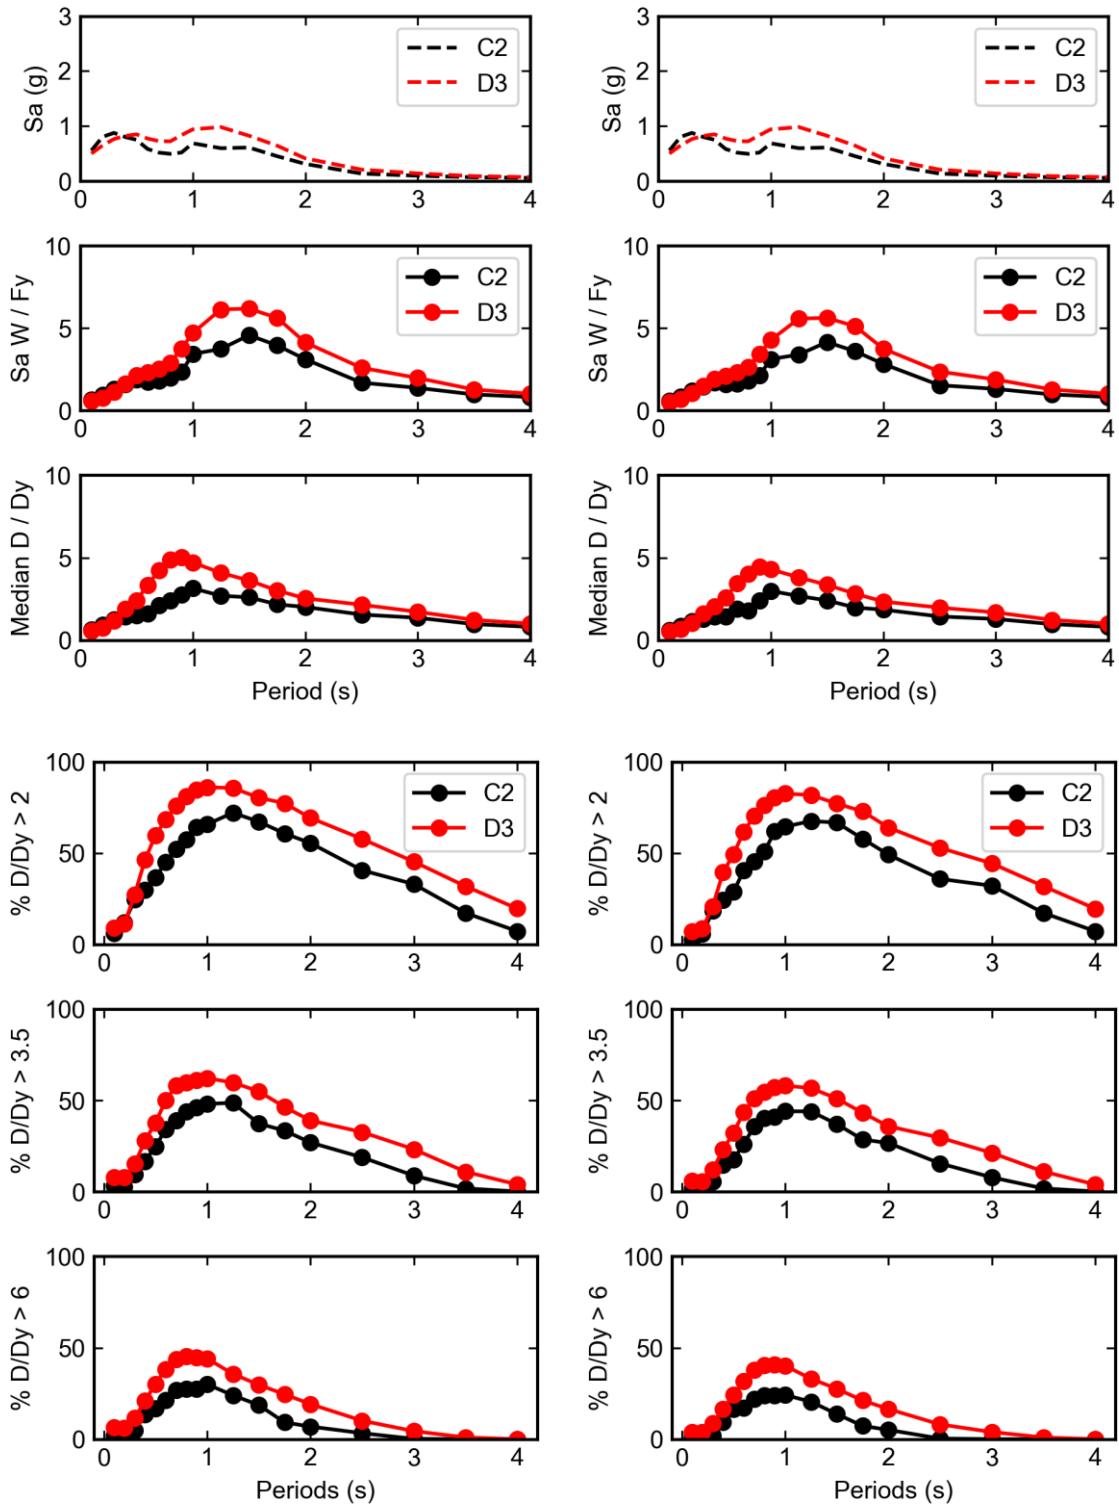 3
2
1
0
Sa (g)
C2
D3
0 1 2 3 4
3
2
1
0
Sa (g)
C2
D3
0 1 2 3 4
10
5
0
Sa W / Fy
C2
D3
0 1 2 3 4
10
5
0
Sa W / Fy
C2
D3
0 1 2 3 4
10
5
0
Median D / Dy
0 1 2 3 4
Period (s)
10
5
0
Median D / Dy
0 1 2 3 4
Period (s)
100
50
0
% D/Dy > 2
C2
D3
0 1 2 3 4
100
50
0
% D/Dy > 2
C2
D3
0 1 2 3 4
100
50
0
% D/Dy > 3.5
0 1 2 3 4
100
50
0
% D/Dy > 3.5
0 1 2 3 4
100
50
0
% D/Dy > 6
0 1 2 3 4
Periods (s)
100
50
0
% D/Dy > 6
0 1 2 3 4
Periods (s)